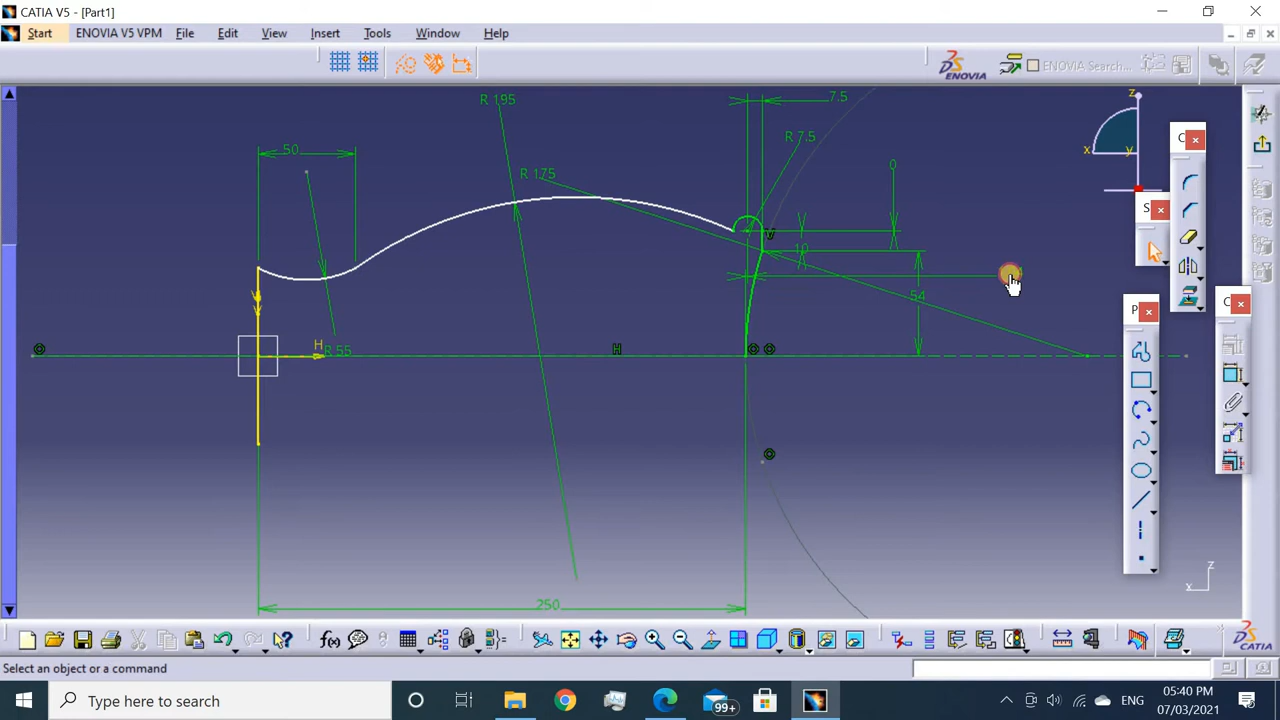 CATIA V5 - [Part1]
Start ENOVIA V5 VPM File Edit View Insert Tools Window Help
ENOVIA
ENOVIA Search...
R 195
7.5
z
C
R 7.5
50
x y
R 175
0
S
V
10
54
P
C
H
H
R 55
z
x
250
f(x)
CATIA
Select an object or a command
Type here to search
99+
ENG
05:40 PM
07/03/2021